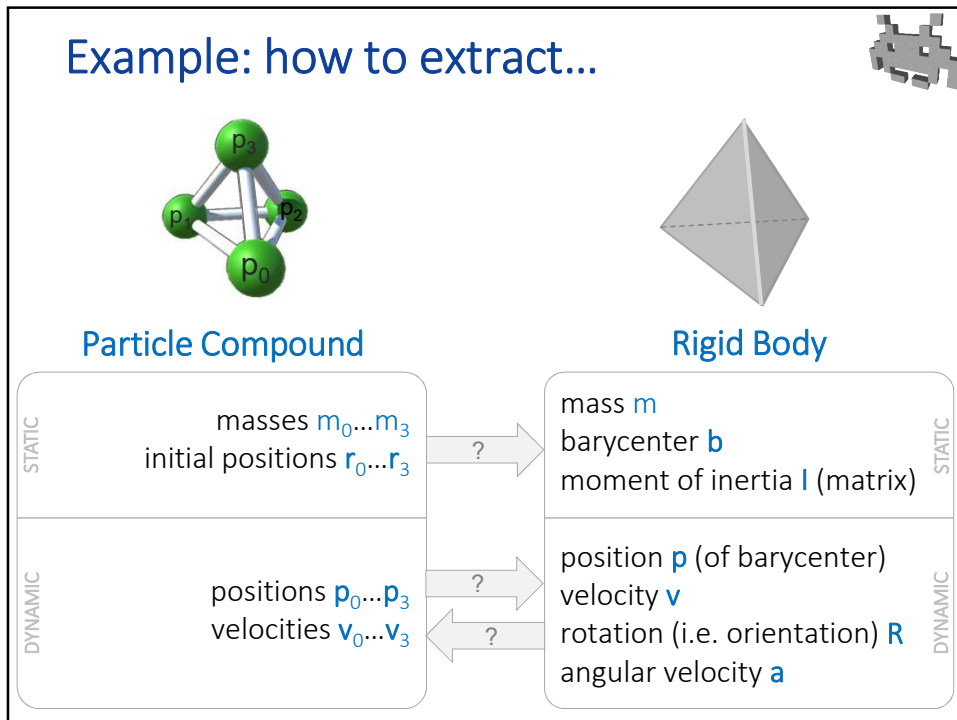 Example: how to extract…
p₃
p₁
p₂
p₀
Particle Compound
Rigid Body
STATIC
masses m₀…m₃
initial positions r₀…r₃
?
mass m
barycenter b
moment of inertia I (matrix)
STATIC
DYNAMIC
positions p₀…p₃
velocities v₀…v₃
?
?
position p (of barycenter)
velocity v
rotation (i.e. orientation) R
angular velocity a
DYNAMIC